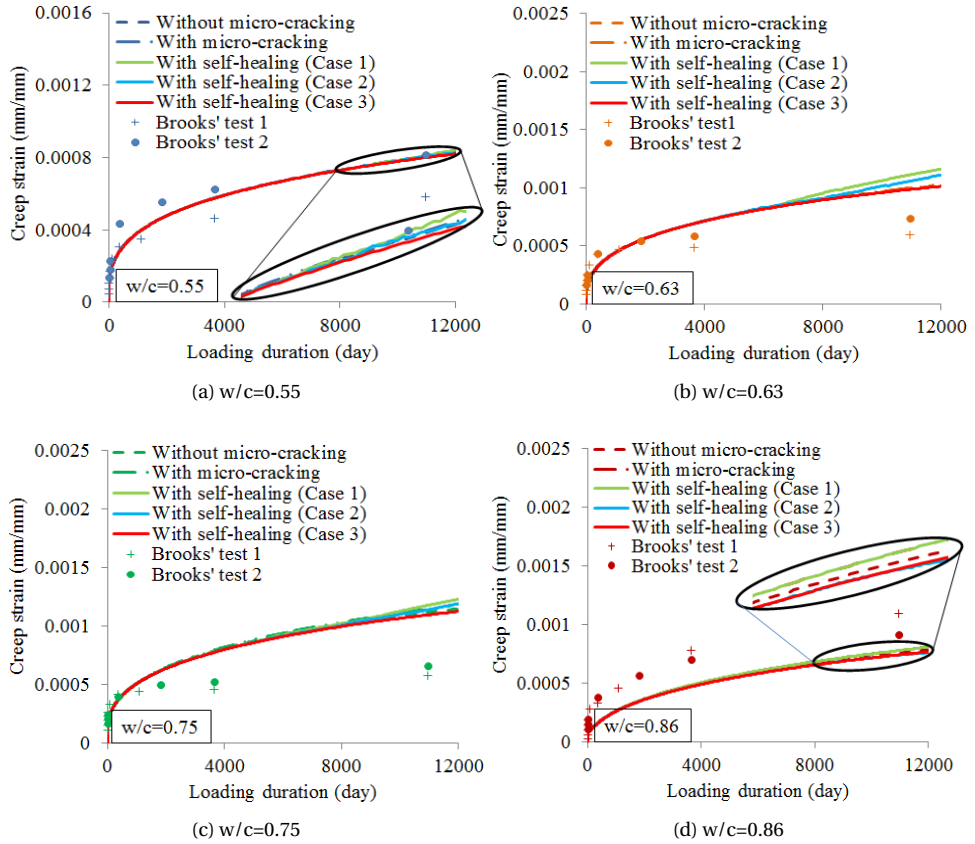 0.0016
0.0012
0.0008
0.0004
0
Creep strain (mm/mm)
Without micro-cracking
With micro-cracking
With self-healing (Case 1)
With self-healing (Case 2)
With self-healing (Case 3)
Brooks' test 1
Brooks' test 2
w/c=0.55
0 4000 8000 12000
Loading duration (day)
(a) w/c=0.55
0.0025
0.002
0.0015
0.001
0.0005
0
Creep strain (mm/mm)
Without micro-cracking
With micro-cracking
With self-healing (Case 1)
With self-healing (Case 2)
With self-healing (Case 3)
Brooks' test1
Brooks' test 2
w/c=0.63
0 4000 8000 12000
Loading duration (day)
(b) w/c=0.63
0.0025
0.002
0.0015
0.001
0.0005
0
Creep strain (mm/mm)
Without micro-cracking
With micro-cracking
With self-healing (Case 1)
With self-healing (Case 2)
With self-healing (Case 3)
Brooks' test 1
Brooks' test 2
w/c=0.75
0 4000 8000 12000
Loading duration (day)
(c) w/c=0.75
0.0025
0.002
0.0015
0.001
0.0005
0
Creep strain (mm/mm)
Without micro-cracking
With micro-cracking
With self-healing (Case 1)
With self-healing (Case 2)
With self-healing (Case 3)
Brooks' test 1
Brooks' test 2
w/c=0.86
0 4000 8000 12000
Loading duration (day)
(d) w/c=0.86